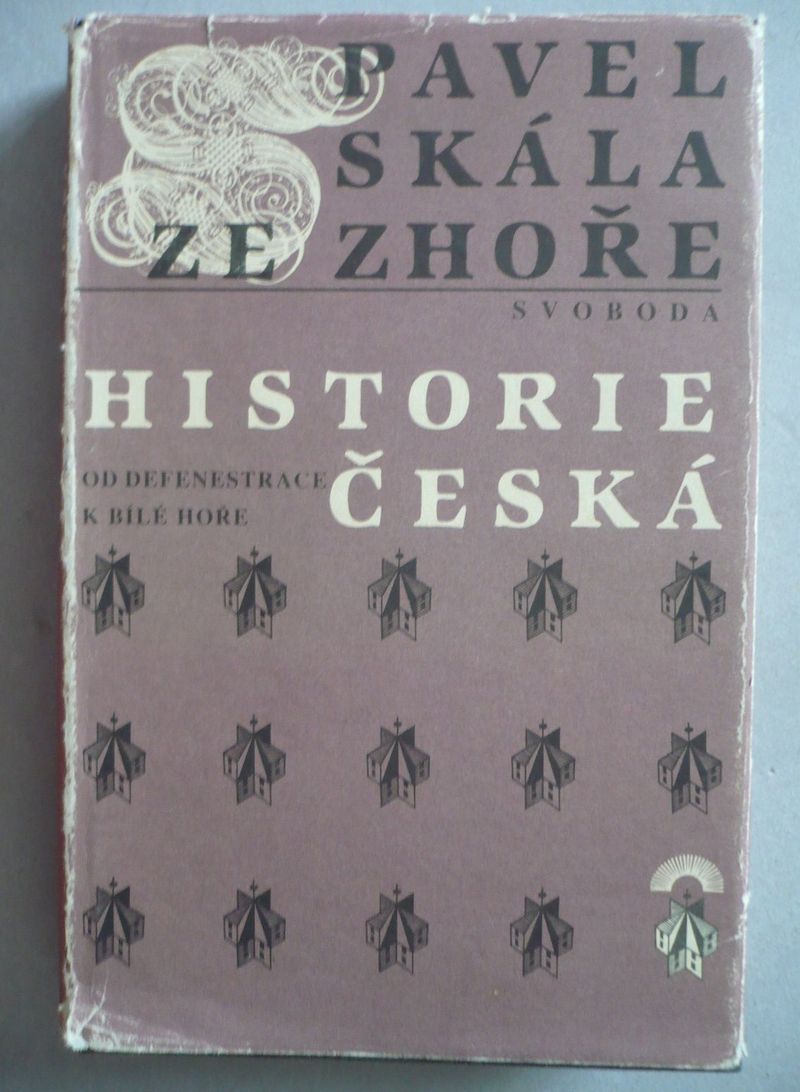 PAVEL
SKÁLA
ZE ZHOŘE
SVOBODA
HISTORIE
OD DEFENESTRACE
K BÍLÉ HOŘE
ČESKÁ